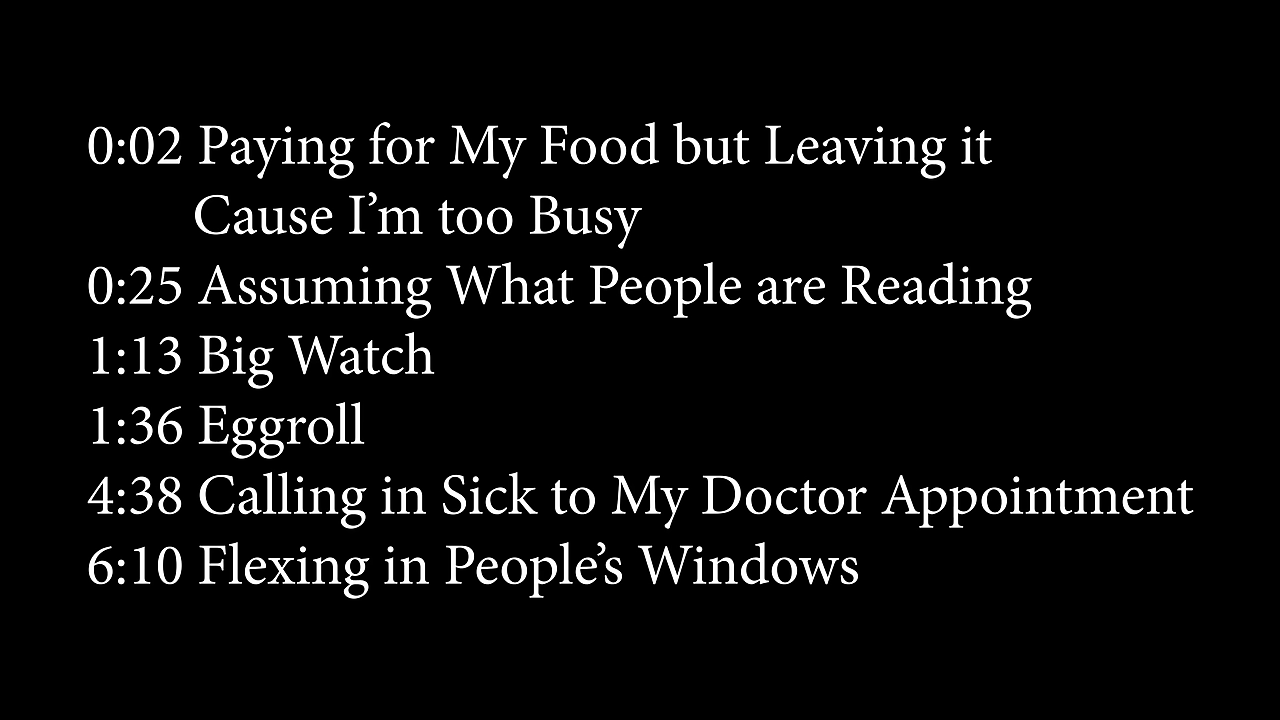 0:02 Paying for My Food but Leaving it
Cause I’m too Busy
0:25 Assuming What People are Reading
1:13 Big Watch
1:36 Eggroll
4:38 Calling in Sick to My Doctor Appointment
6:10 Flexing in People’s Windows